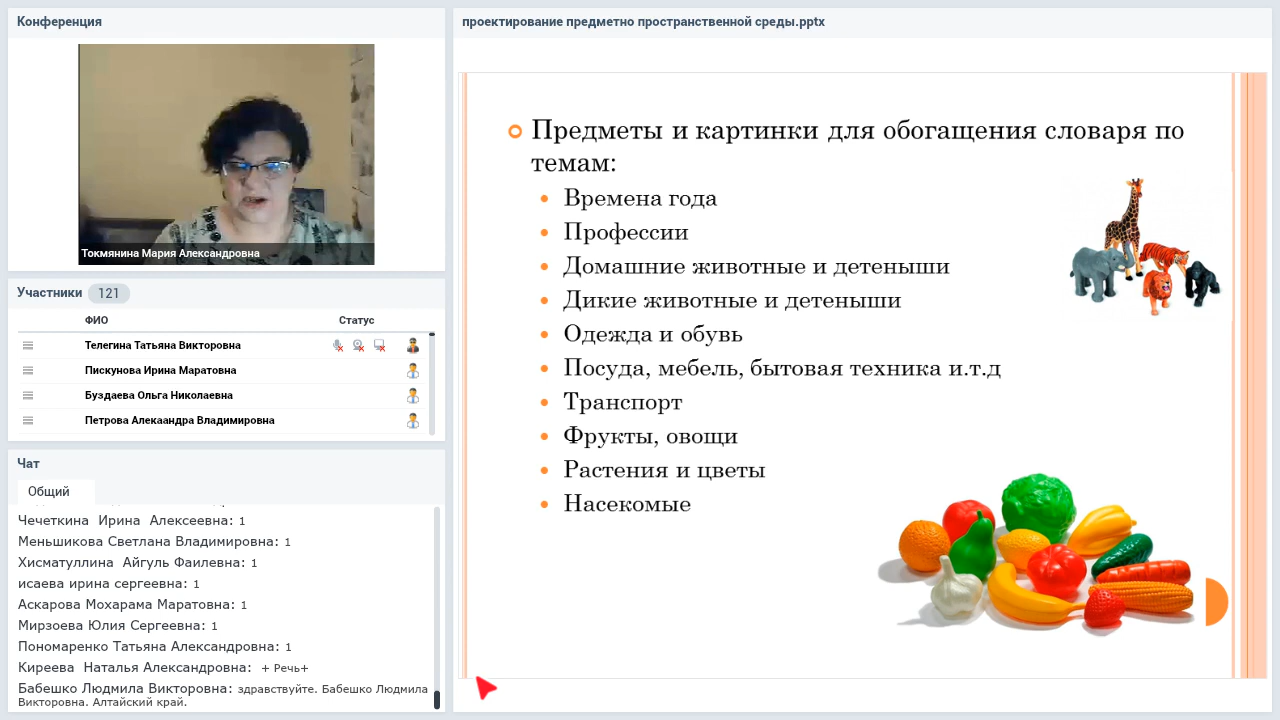 Конференция
Токмянина Мария Александровна
Участники 121
ФИО Статус
Телегина Татьяна Викторовна
Пискунова Ирина Маратовна
Буздаева Ольга Николаевна
Петрова Алекаандра Владимировна
Чат
Общий
Чечеткина Ирина Алексеевна: 1
Меньшикова Светлана Владимировна: 1
Хисматуллина Айгуль Фаилевна: 1
исаева ирина сергеевна: 1
Аскарова Мохарама Маратовна: 1
Мирзоева Юлия Сергеевна: 1
Пономаренко Татьяна Александровна: 1
Киреева Наталья Александровна: + Речь+
Бабешко Людмила Викторовна: здравствуйте. Бабешко Людмила
Викторовна. Алтайский край.
проектирование предметно пространственной среды.pptx
Предметы и картинки для обогащения словаря по
темам:
Времена года
Профессии
Домашние животные и детеныши
Дикие животные и детеныши
Одежда и обувь
Посуда, мебель, бытовая техника и.т.д
Транспорт
Фрукты, овощи
Растения и цветы
Насекомые